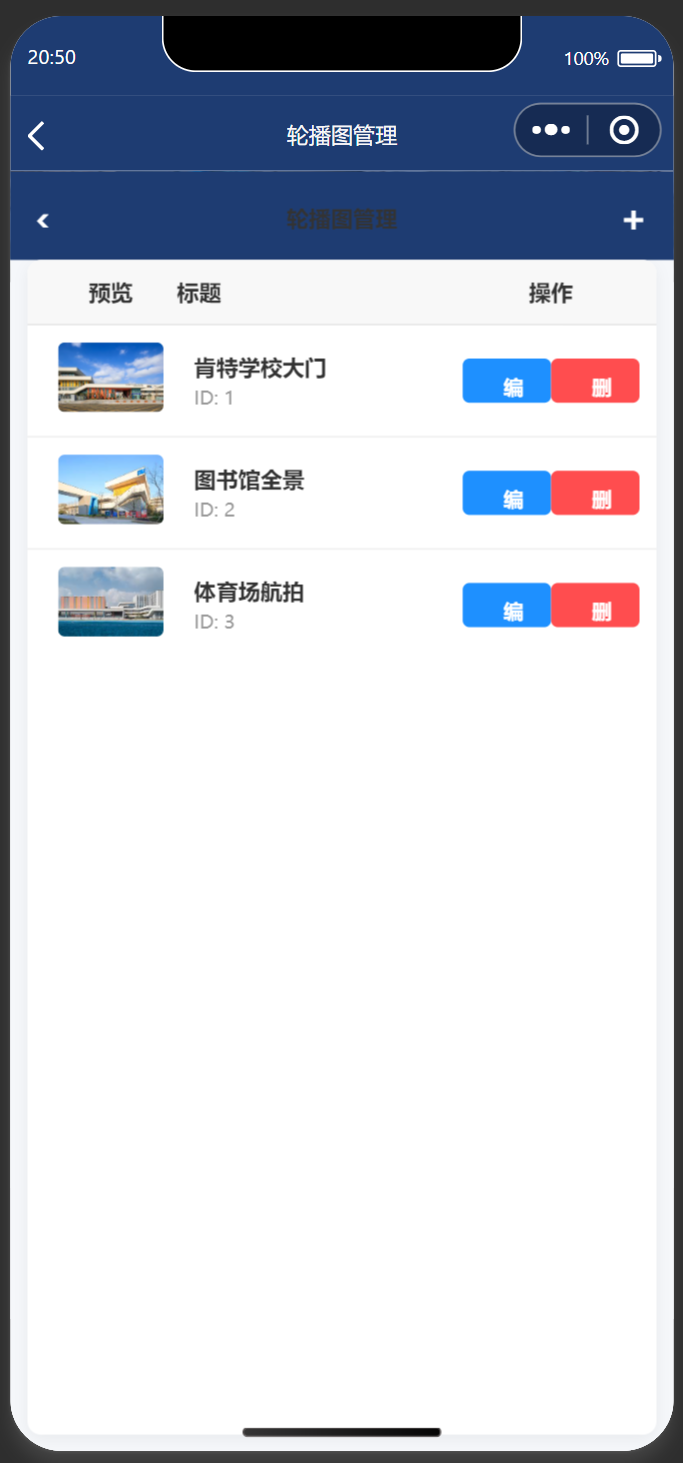 20:50
100%
轮播图管理
轮播图管理
预览 标题 操作
肯特学校大门
ID: 1
编 删
图书馆全景
ID: 2
编 删
体育场航拍
ID: 3
编 删